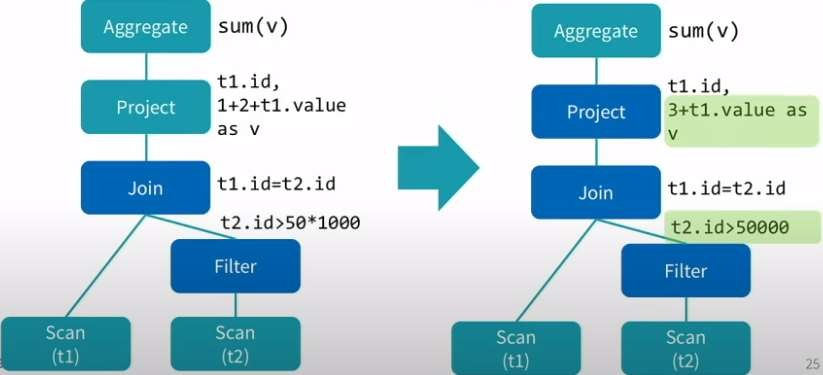 Aggregate sum(v)
Project t1.id,
1+2+t1.value
as v
Join t1.id=t2.id
t2.id>50*1000
Filter
Scan
(t1)
Scan
(t2)
Aggregate sum(v)
Project t1.id,
3+t1.value as
v
Join t1.id=t2.id
t2.id>50000
Filter
Scan
(t1)
Scan
(t2)
25